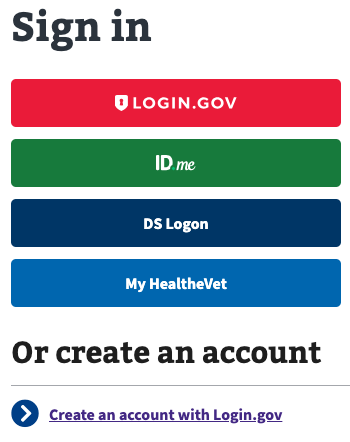 Sign in
LOGIN.GOV
ID.me
DS Logon
My HealtheVet
Or create an account
Create an account with Login.gov